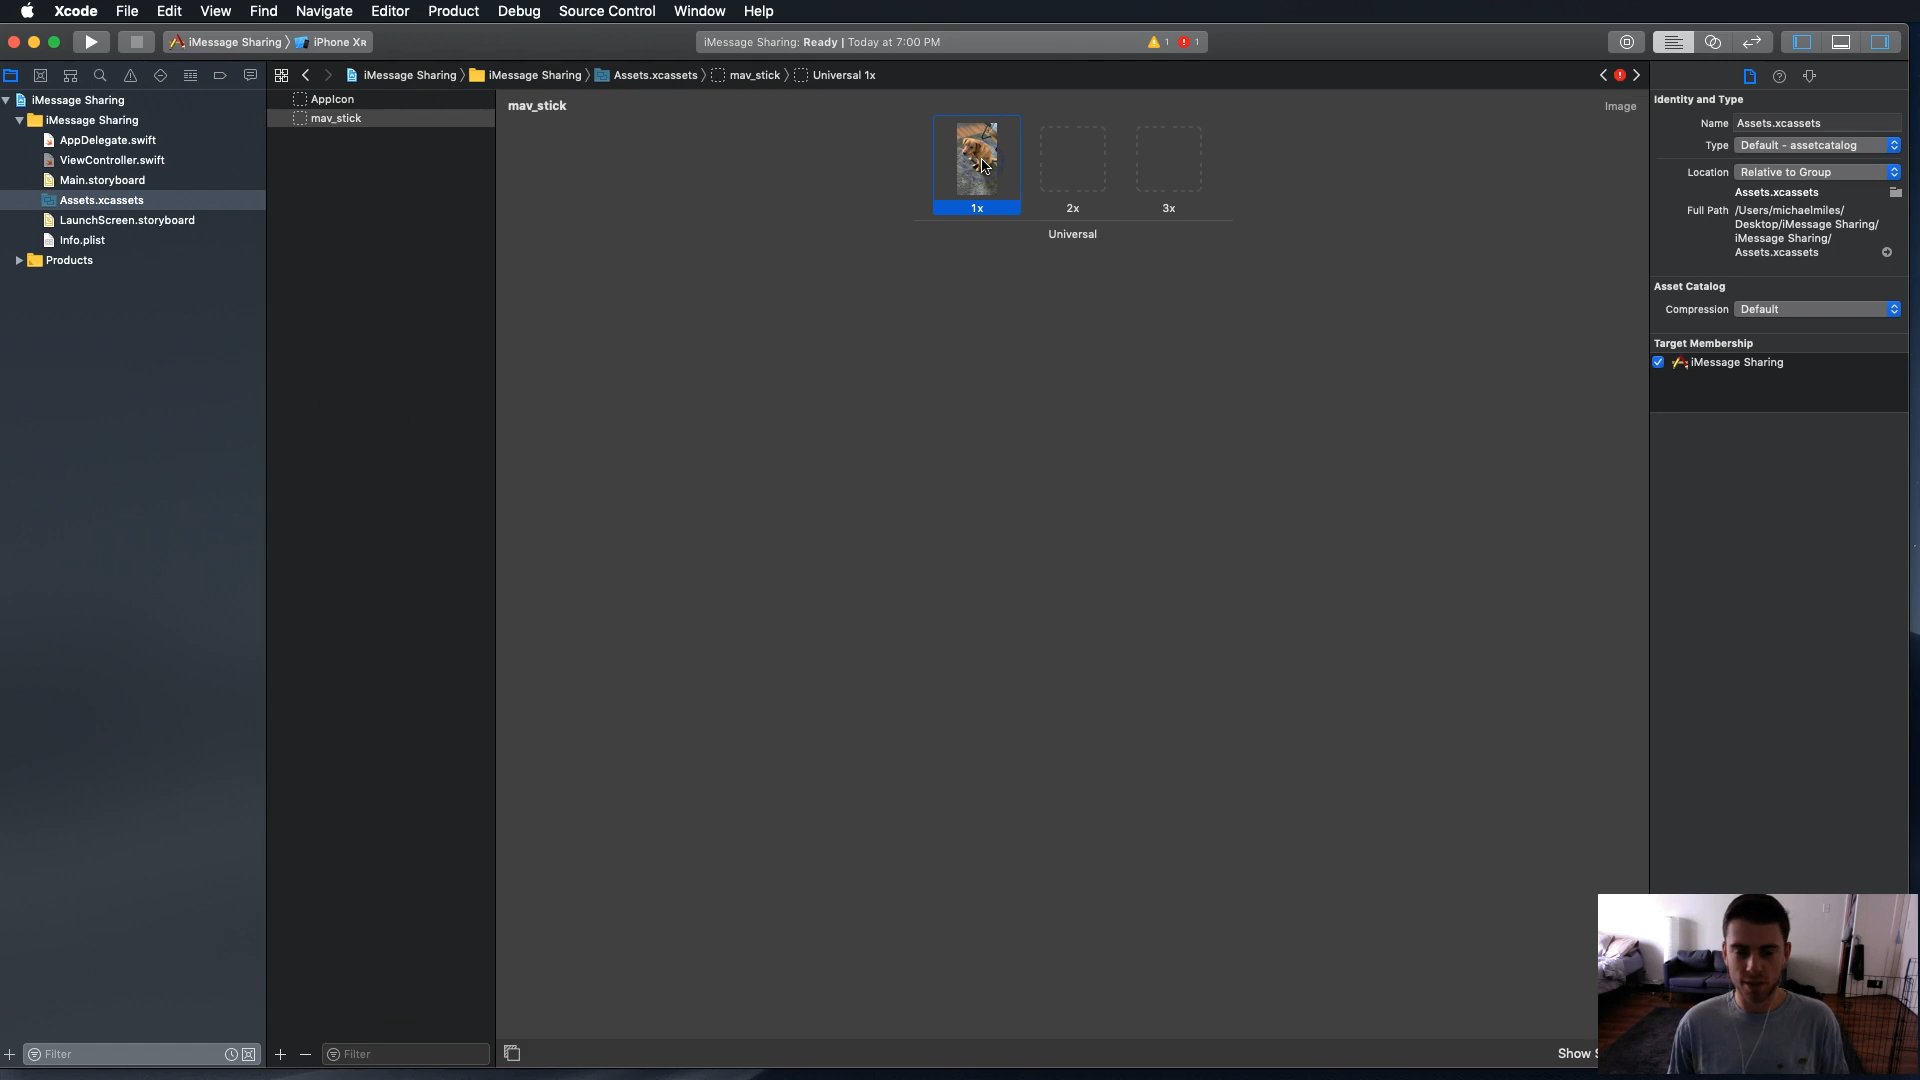 Xcode File Edit View Find Navigate Editor Product Debug Source Control Window Help
iMessage Sharing iPhone XR
iMessage Sharing: Ready | Today at 7:00 PM 1 1
iMessage Sharing iMessage Sharing Assets.xcassets mav_stick Universal 1x
iMessage Sharing
iMessage Sharing
AppDelegate.swift
ViewController.swift
Main.storyboard
Assets.xcassets
LaunchScreen.storyboard
Info.plist
Products
Filter
AppIcon
mav_stick
Filter
mav_stick
Image
1x 2x 3x
Universal
Show
Identity and Type
Name Assets.xcassets
Type Default - assetcatalog
Location Relative to Group
Assets.xcassets
Full Path /Users/michaelmiles/
Desktop/iMessage Sharing/
iMessage Sharing/
Assets.xcassets
Asset Catalog
Compression Default
Target Membership
iMessage Sharing